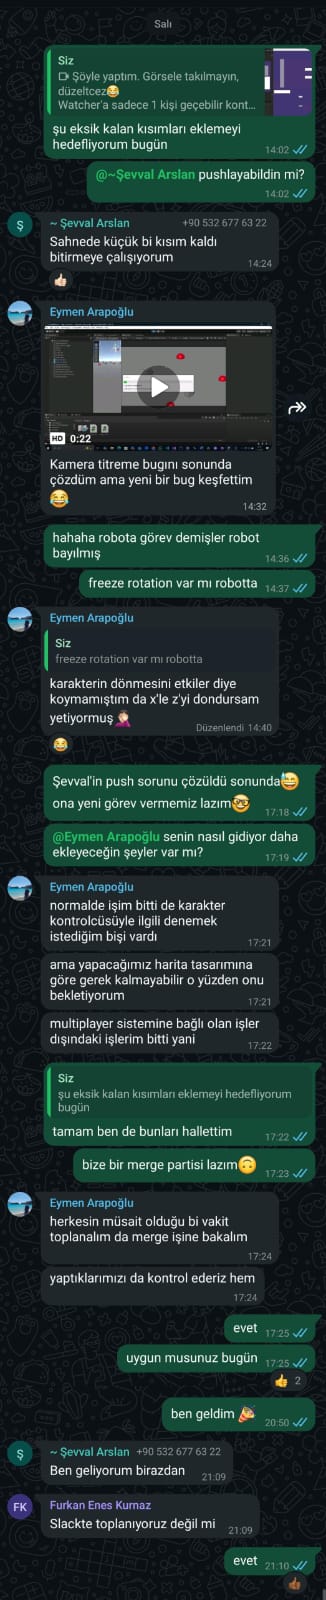 Salı
Siz
Şöyle yaptım. Görsele takılmayın,
düzeltcez😂
Watcher'a sadece 1 kişi geçebilir kont...
şu eksik kalan kısımları eklemeyi
hedefliyorum bugün
14:02
@~Şevval Arslan pushlayabildin mi?
14:02
Ş
~ Şevval Arslan +90 532 677 63 22
Sahnede küçük bi kısım kaldı
bitirmeye çalışıyorum
14:24
👍🏻
Eymen Arapoğlu
HD 0:22
Kamera titreme bugını sonunda
çözdüm ama yeni bir bug keşfettim
😂
14:32
hahaha robota görev demişler robot
bayılmış
14:36
freeze rotation var mı robotta
14:37
Eymen Arapoğlu
Siz
freeze rotation var mı robotta
karakterin dönmesini etkiler diye
koymamıştım da x'le z'yi dondursam
yetiyormuş🤦🏻‍♀️
Düzenlendi 14:40
😂
Şevval'in push sorunu çözüldü sonunda😅
ona yeni görev vermemiz lazım🤓
17:18
@Eymen Arapoğlu senin nasıl gidiyor daha
ekleyeceğin şeyler var mı?
17:19
Eymen Arapoğlu
normalde işim bitti de karakter
kontrolcüsüyle ilgili denemek
istediğim bişi vardı
17:21
ama yapacağımız harita tasarımına
göre gerek kalmayabilir o yüzden onu
bekletiyorum
17:21
multiplayer sistemine bağlı olan işler
dışındaki işlerim bitti yani
17:22
Siz
şu eksik kalan kısımları eklemeyi hedefliyorum
bugün
tamam ben de bunları hallettim
17:22
bize bir merge partisi lazım🙃
17:23
Eymen Arapoğlu
herkesin müsait olduğu bi vakit
toplanalım da merge işine bakalım
17:24
yaptıklarımızı da kontrol ederiz hem
17:24
evet
17:25
uygun musunuz bugün
17:25
👍 2
ben geldim 🎉
20:50
Ş
~ Şevval Arslan +90 532 677 63 22
Ben geliyorum birazdan
21:09
FK
Furkan Enes Kurnaz
Slackte toplanıyoruz değil mi
21:09
evet
21:10
👍🏾